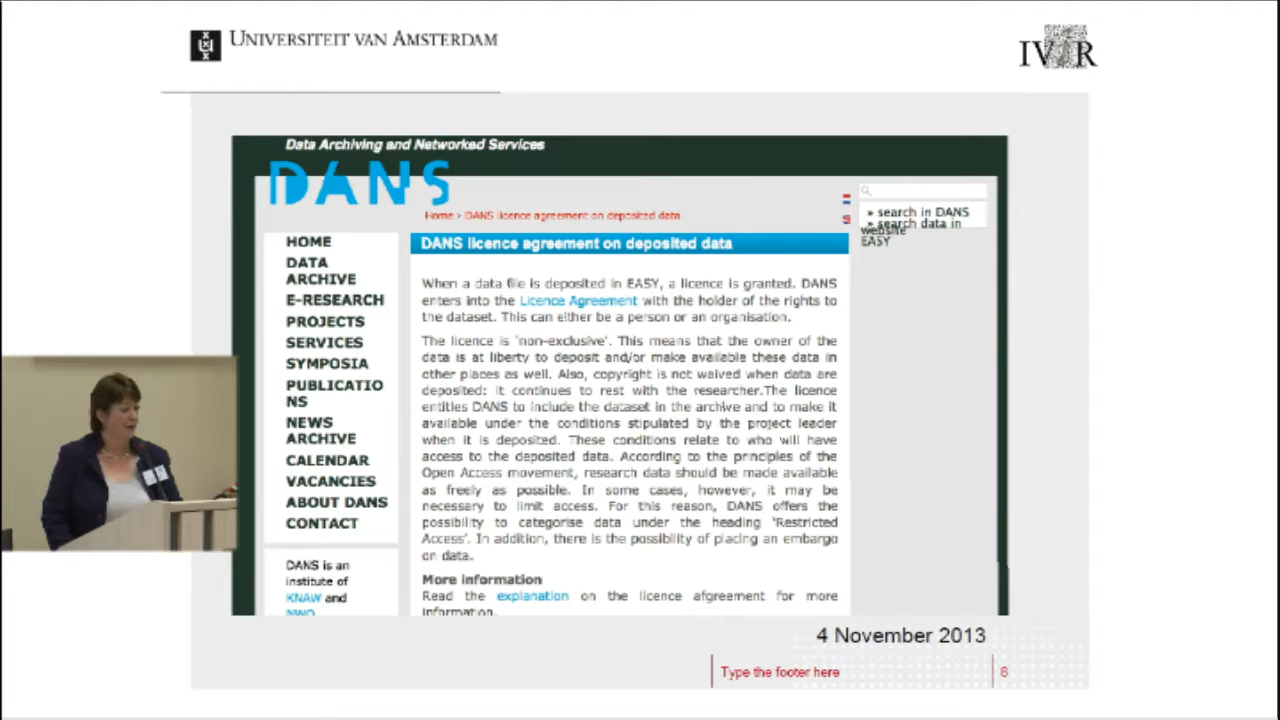 UNIVERSITEIT VAN AMSTERDAM
IViR
Data Archiving and Networked Services
DANS
Home > DANS licence agreement on deposited data
» search in DANS
» search data in
website
EASY
HOME
DATA
ARCHIVE
E-RESEARCH
PROJECTS
SERVICES
SYMPOSIA
PUBLICATIO
NS
NEWS
ARCHIVE
CALENDAR
VACANCIES
ABOUT DANS
CONTACT
DANS is an
institute of
KNAW and
NWO
DANS licence agreement on deposited data
When a data file is deposited in EASY, a licence is granted. DANS
enters into the Licence Agreement with the holder of the rights to
the dataset. This can either be a person or an organisation.
The licence is 'non-exclusive'. This means that the owner of the
data is at liberty to deposit and/or make available these data in
other places as well. Also, copyright is not waived when data are
deposited: it continues to rest with the researcher.The licence
entitles DANS to include the dataset in the archive and to make it
available under the conditions stipulated by the project leader
when it is deposited. These conditions relate to who will have
access to the deposited data. According to the principles of the
Open Access movement, research data should be made available
as freely as possible. In some cases, however, it may be
necessary to limit access. For this reason, DANS offers the
possibility to categorise data under the heading 'Restricted
Access'. In addition, there is the possibility of placing an embargo
on data.
More information
Read the explanation on the licence afgreement for more
information.
4 November 2013
Type the footer here
8